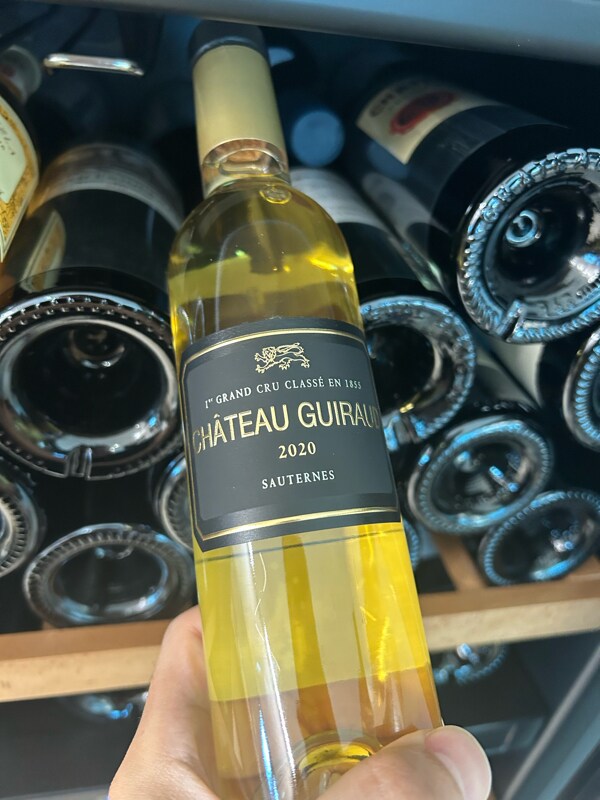 1er GRAND CRU CLASSÉ EN 1855
CHÂTEAU GUIRAUD
2020
SAUTERNES